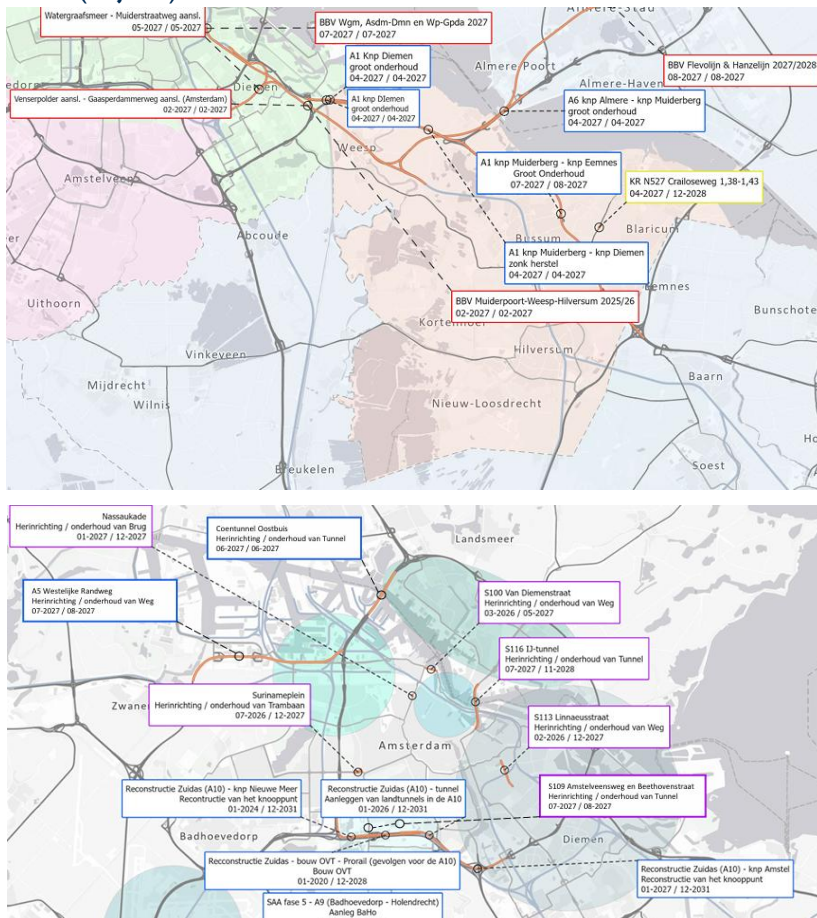 Watergraafsmeer - Muiderstraatweg aansl.
05-2027 / 05-2027
BBV Wgm, Asdm-Dmn en Wp-Gpda 2027
07-2027 / 07-2027
Almere-Stad
A1 Knp Diemen
groot onderhoud
04-2027 / 04-2027
Almere-Poort
BBV Flevolijn & Hanzelijn 2027/2028
08-2027 / 08-2027
Almere-Haven
Diemen
Venserpolder aansl. - Gaasperdammerweg aansl. (Amsterdam)
02-2027 / 02-2027
A1 knp Diemen
groot onderhoud
04-2027 / 04-2027
A6 knp Almere - knp Muiderberg
groot onderhoud
04-2027 / 04-2027
Weesp
A1 knp Muiderberg - knp Eemnes
Groot Onderhoud
07-2027 / 08-2027
KR N527 Crailoseweg 1,38-1,43
04-2027 / 12-2028
Amstelveen
Abcoude
Bussum
Blaricum
A1 knp Muiderberg - knp Diemen
zonk herstel
04-2027 / 04-2027
Eemnes
Uithoorn
BBV Muiderpoort-Weesp-Hilversum 2025/26
02-2027 / 02-2027
Bunschote
Kortenhoef
Vinkeveen
Hilversum
Mijdrecht
Baarn
Wilnis
Nieuw-Loosdrecht
Breukelen
Soest
Nassaukade
Herinrichting / onderhoud van Brug
01-2027 / 12-2027
Coentunnel Oostbuis
Herinrichting / onderhoud van Tunnel
06-2027 / 06-2027
Landsmeer
A5 Westelijke Randweg
Herinrichting / onderhoud van Weg
07-2027 / 08-2027
S100 Van Diemenstraat
Herinrichting / onderhoud van Weg
03-2026 / 05-2027
S116 IJ-tunnel
Herinrichting / onderhoud van Tunnel
07-2027 / 11-2028
Zwane
Surinameplein
Herinrichting / onderhoud van Trambaan
07-2026 / 12-2027
S113 Linnaeusstraat
Herinrichting / onderhoud van Weg
02-2026 / 12-2027
Amsterdam
Reconstructie Zuidas (A10) - knp Nieuwe Meer
Recontructie van het knooppunt
01-2024 / 12-2031
Reconstructie Zuidas (A10) - tunnel
Aanleggen van landtunnels in de A10
01-2026 / 12-2031
S109 Amstelveensweg en Beethovenstraat
Herinrichting / onderhoud van Tunnel
07-2027 / 08-2027
Badhoevedorp
Diemen
Recconstructie Zuidas - bouw OVT - Prorail (gevolgen voor de A10)
Bouw OVT
01-2020 / 12-2028
Reconstructie Zuidas (A10) - knp Amstel
Reconstructie van het knooppunt
01-2027 / 12-2031
SAA fase 5 - A9 (Badhoevedorp - Holendrecht)
Aanleg BaHo